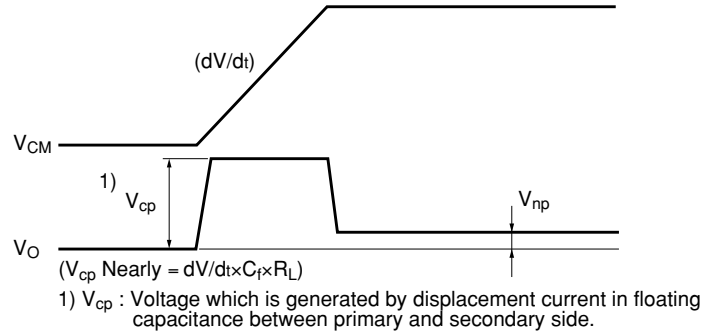 (dV/dt)
V_CM
1)
V_cp
V_np
V_O
(V_cp Nearly = dV/dt×C_f×R_L)
1) V_cp : Voltage which is generated by displacement current in floating
capacitance between primary and secondary side.